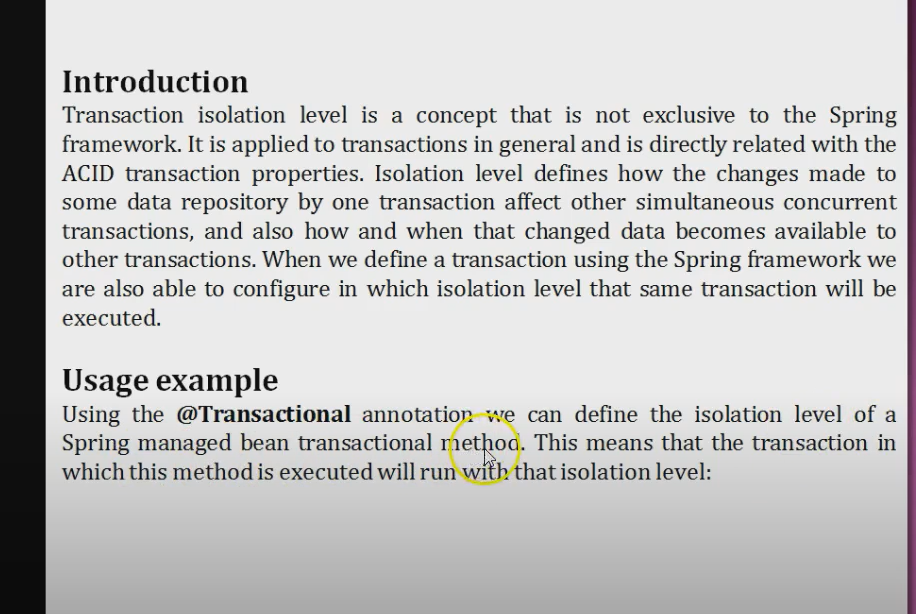 Introduction
Transaction isolation level is a concept that is not exclusive to the Spring
framework. It is applied to transactions in general and is directly related with the
ACID transaction properties. Isolation level defines how the changes made to
some data repository by one transaction affect other simultaneous concurrent
transactions, and also how and when that changed data becomes available to
other transactions. When we define a transaction using the Spring framework we
are also able to configure in which isolation level that same transaction will be
executed.
Usage example
Using the @Transactional annotation we can define the isolation level of a
Spring managed bean transactional method. This means that the transaction in
which this method is executed will run with that isolation level: